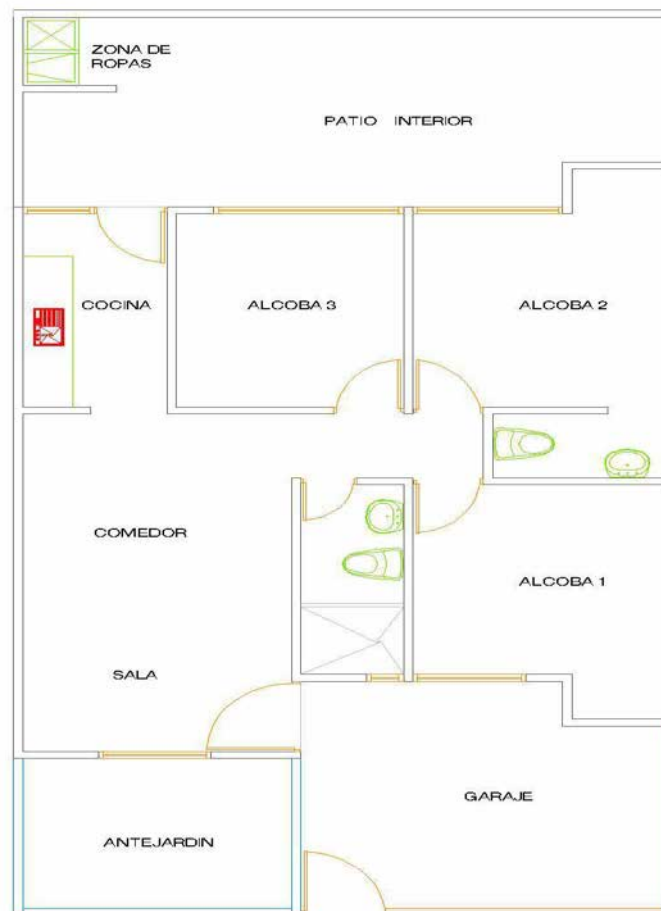 ZONA DE
ROPAS
PATIO INTERIOR
COCINA
ALCOBA 3
ALCOBA 2
COMEDOR
ALCOBA 1
SALA
GARAJE
ANTEJARDIN